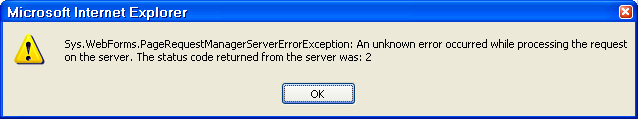 Microsoft Internet Explorer
Sys.WebForms.PageRequestManagerServerErrorException: An unknown error occurred while processing the request
on the server. The status code returned from the server was: 2
OK